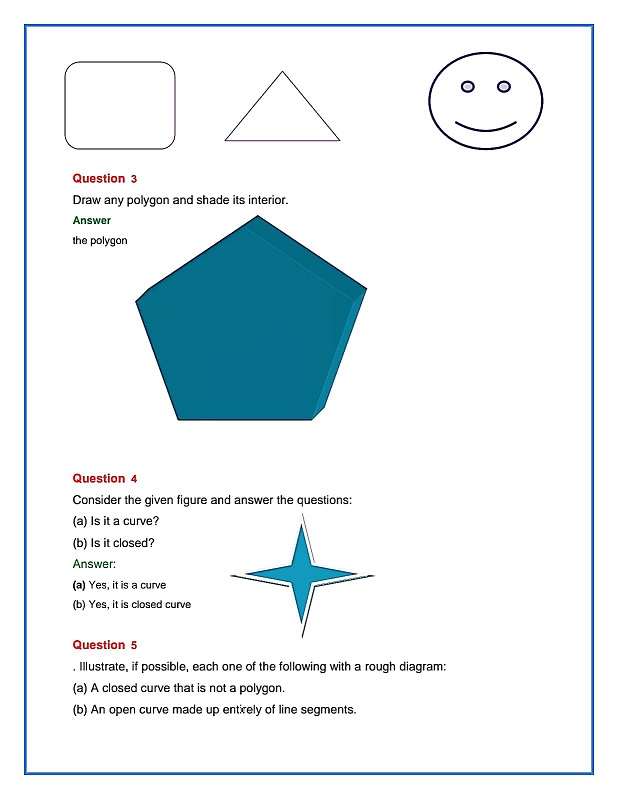 Question 3
Draw any polygon and shade its interior.
Answer
the polygon
Question 4
Consider the given figure and answer the questions:
(a) Is it a curve?
(b) Is it closed?
Answer:
(a) Yes, it is a curve
(b) Yes, it is closed curve
Question 5
. Illustrate, if possible, each one of the following with a rough diagram:
(a) A closed curve that is not a polygon.
(b) An open curve made up entirely of line segments.